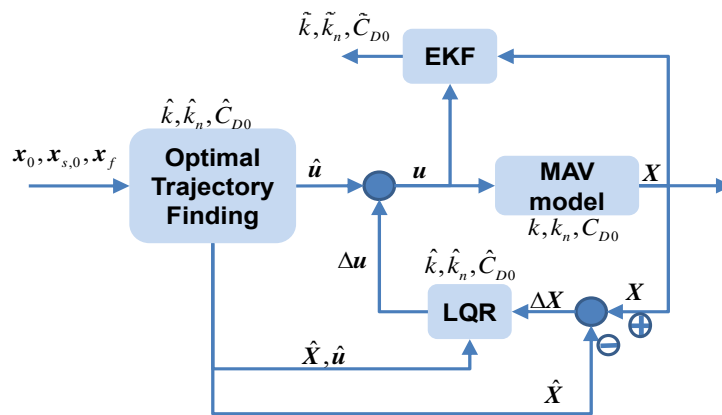 k̃, k̃ₙ, C̃_D0
EKF
k̂, k̂ₙ, Ĉ_D0
x₀, x_s,0, x_f
Optimal
Trajectory
Finding
û
u
MAV
model
X
k, kₙ, C_D0
Δu
k̂, k̂ₙ, Ĉ_D0
LQR
ΔX
X
+
−
X̂, û
X̂